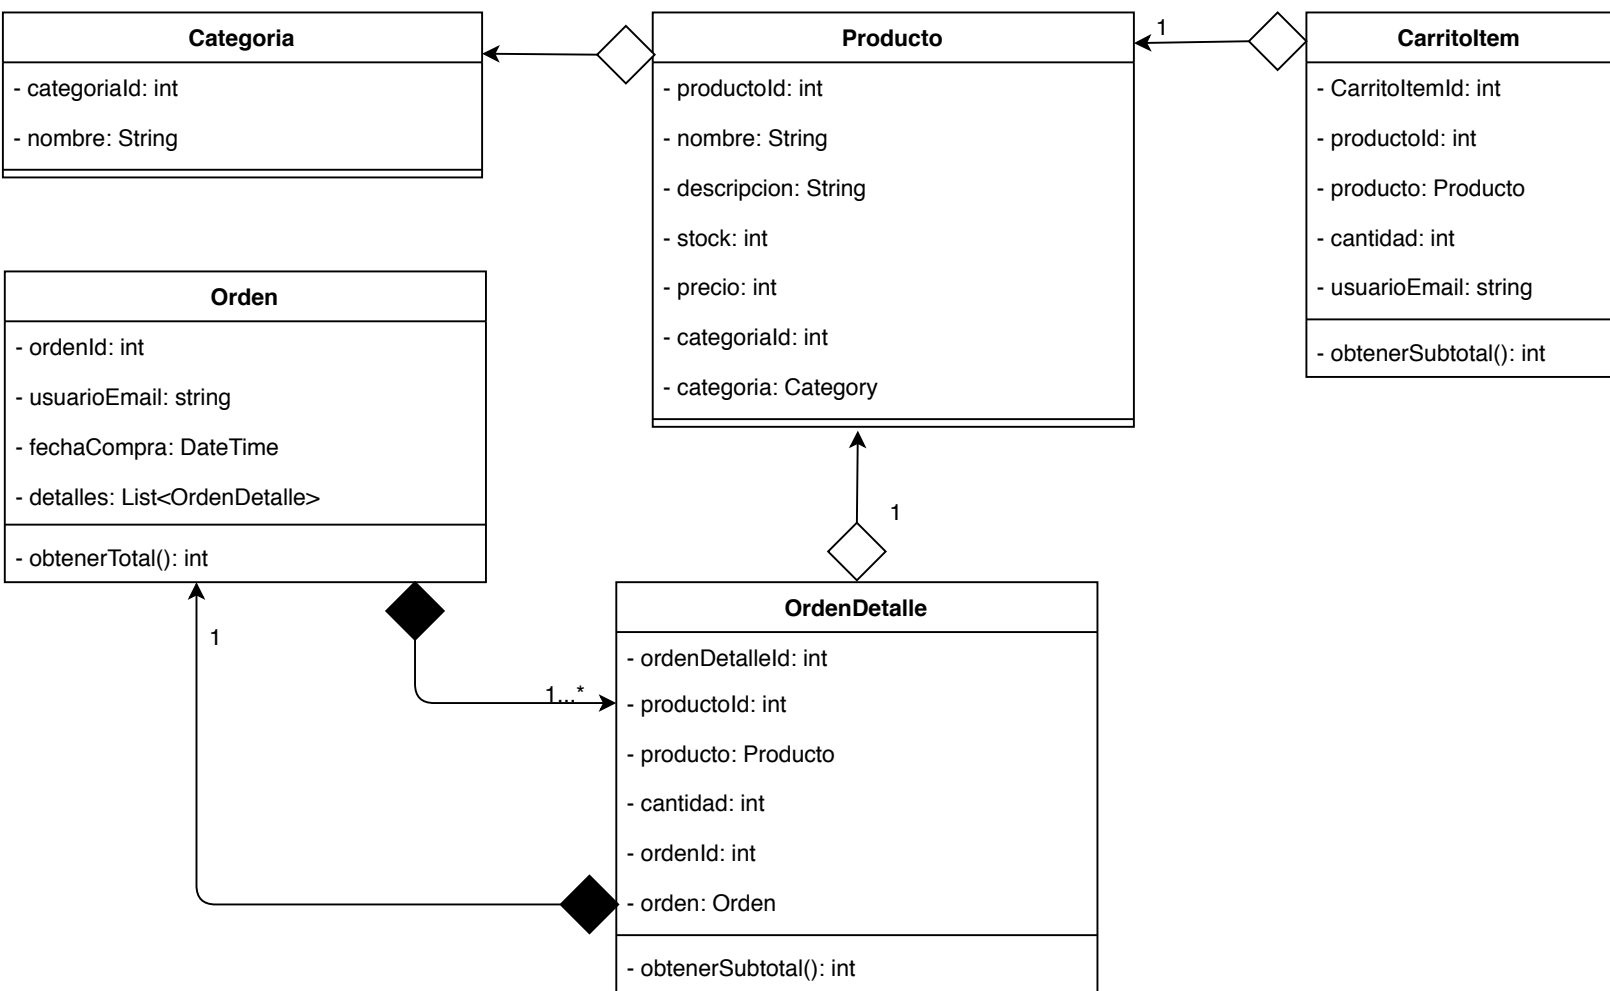 Categoria
- categoriaId: int
- nombre: String
Producto
- productoId: int
- nombre: String
- descripcion: String
- stock: int
- precio: int
- categoriaId: int
- categoria: Category
1
CarritoItem
- CarritoItemId: int
- productoId: int
- producto: Producto
- cantidad: int
- usuarioEmail: string
- obtenerSubtotal(): int
Orden
- ordenId: int
- usuarioEmail: string
- fechaCompra: DateTime
- detalles: List<OrdenDetalle>
- obtenerTotal(): int
1
1
1...*
OrdenDetalle
- ordenDetalleId: int
- productoId: int
- producto: Producto
- cantidad: int
- ordenId: int
- orden: Orden
- obtenerSubtotal(): int